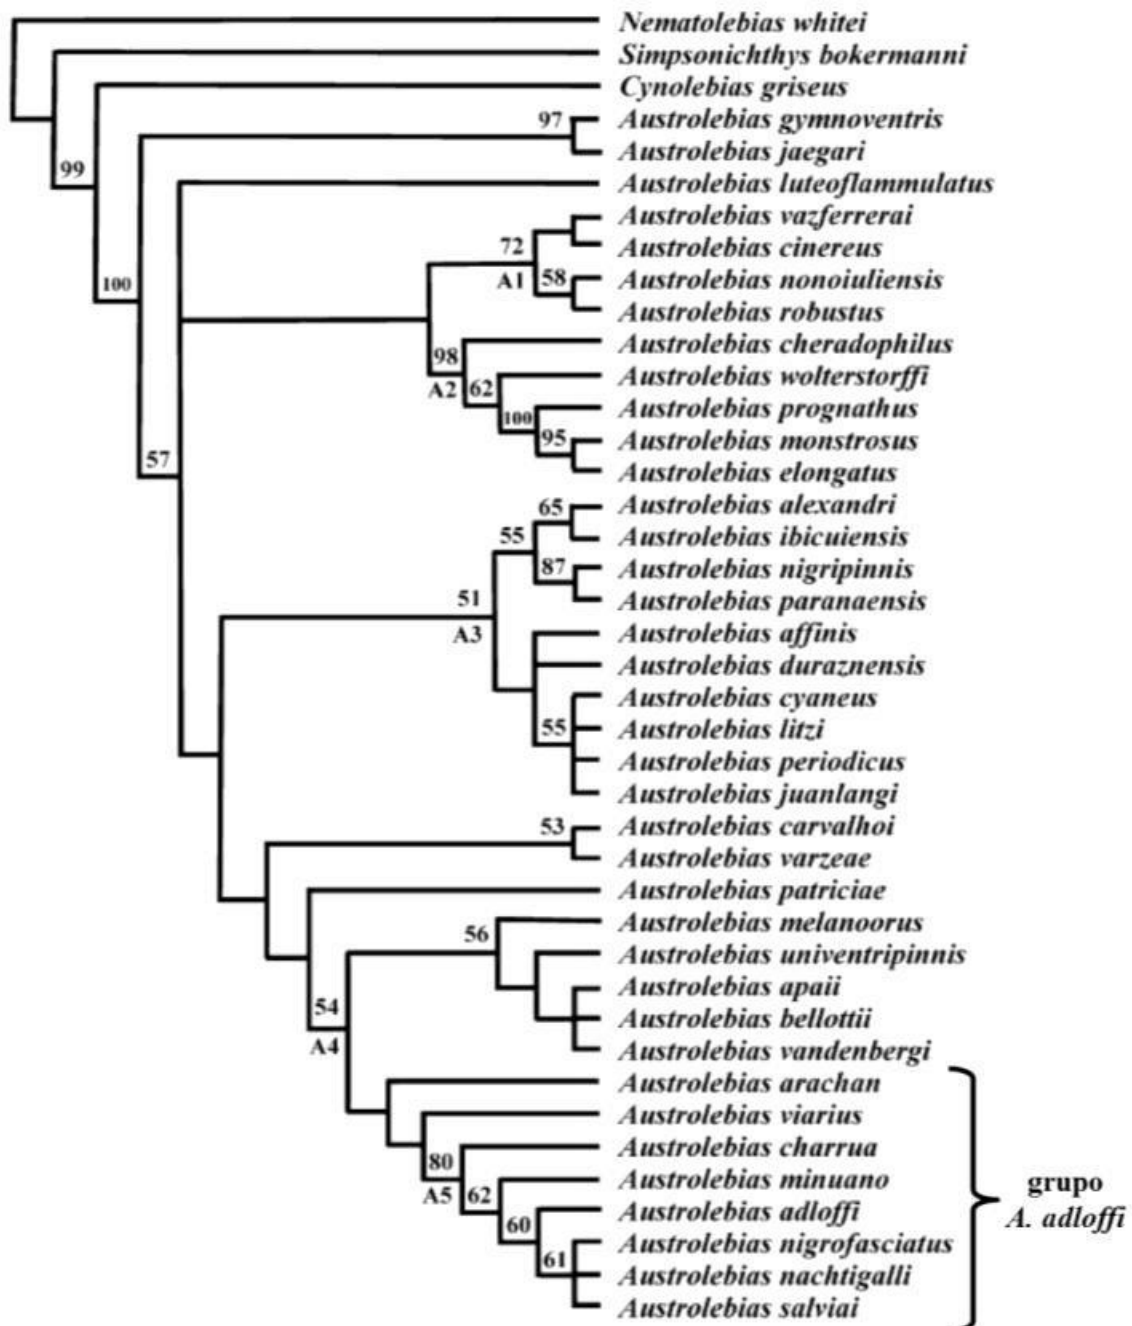 Nematolebias whitei
Simpsonichthys bokermanni
Cynolebias griseus
97 Austrolebias gymnoventris
Austrolebias jaegari
99
Austrolebias luteoflammulatus
Austrolebias vazferrerai
72 Austrolebias cinereus
100 A1 58 Austrolebias nonoiuliensis
Austrolebias robustus
98 Austrolebias cheradophilus
A2 62 Austrolebias wolterstorffi
100 Austrolebias prognathus
95 Austrolebias monstrosus
57 Austrolebias elongatus
65 Austrolebias alexandri
55 Austrolebias ibicuiensis
87 Austrolebias nigripinnis
51 Austrolebias paranaensis
A3 Austrolebias affinis
Austrolebias duraznensis
Austrolebias cyaneus
55 Austrolebias litzi
Austrolebias periodicus
Austrolebias juanlangi
53 Austrolebias carvalhoi
Austrolebias varzeae
Austrolebias patriciae
56 Austrolebias melanoorus
Austrolebias univentripinnis
54 Austrolebias apaii
Austrolebias bellottii
A4 Austrolebias vandenbergi
Austrolebias arachan
Austrolebias viarius
80 Austrolebias charrua
A5 62 Austrolebias minuano
60 Austrolebias adloffi
61 Austrolebias nigrofasciatus
Austrolebias nachtigalli
Austrolebias salviai
grupo
A. adloffi